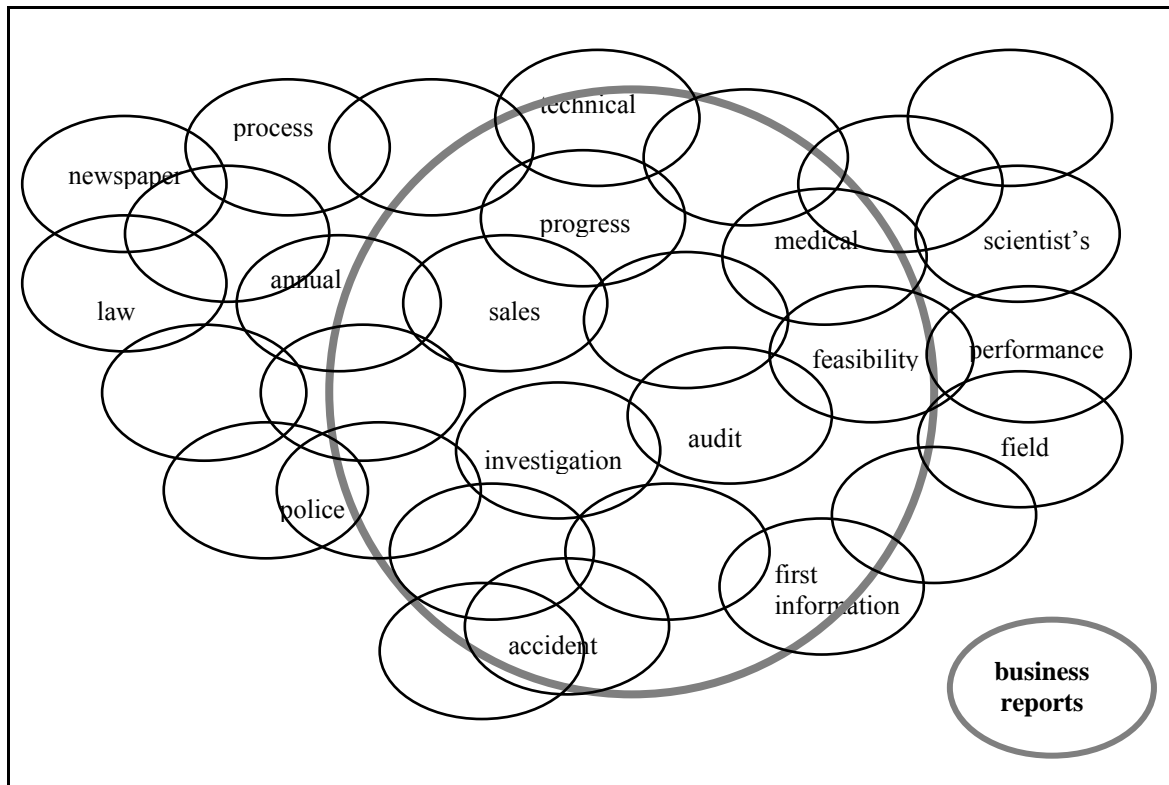 technical
process
newspaper
progress
medical
scientist's
annual
law
sales
feasibility
performance
audit
field
investigation
police
first
information
accident
business
reports